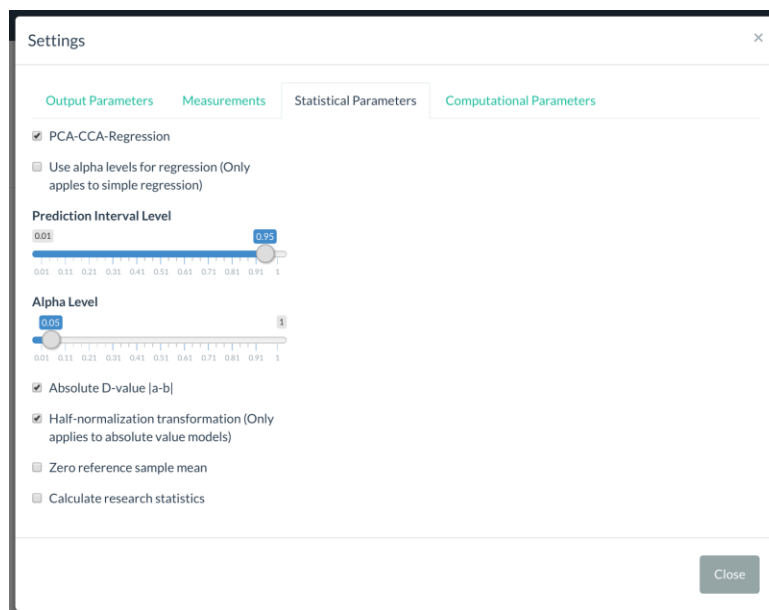 Settings
×
Output Parameters Measurements Statistical Parameters Computational Parameters
PCA-CCA-Regression
Use alpha levels for regression (Only
apples to simple regression)
Prediction Interval Level
0.01 0.95
0.01 0.11 0.21 0.31 0.41 0.51 0.61 0.71 0.81 0.91 1
Alpha Level
0.05 1
0.01 0.11 0.21 0.31 0.41 0.51 0.61 0.71 0.81 0.91 1
Absolute D-value |a-b|
Half-normalization transformation (Only
applies to absolute value models)
Zero reference sample mean
Calculate research statistics
Close